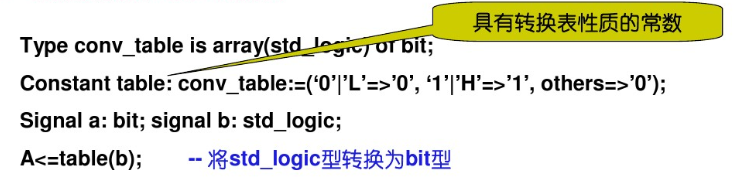 具有转换表性质的常数
Type conv_table is array(std_logic) of bit;
Constant table: conv_table:=(‘0’|’L’=>’0’, ‘1’|’H’=>’1’, others=>’0’);
Signal a: bit; signal b: std_logic;
A<=table(b); -- 将std_logic型转换为bit型